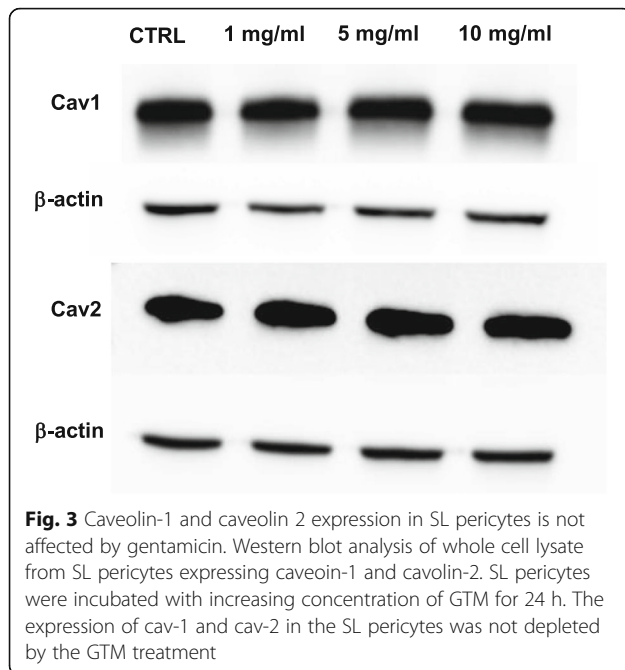 CTRL 1 mg/ml 5 mg/ml 10 mg/ml
Cav1
β-actin
Cav2
β-actin
Fig. 3 Caveolin-1 and caveolin 2 expression in SL pericytes is not
affected by gentamicin. Western blot analysis of whole cell lysate
from SL pericytes expressing caveoin-1 and cavolin-2. SL pericytes
were incubated with increasing concentration of GTM for 24 h. The
expression of cav-1 and cav-2 in the SL pericytes was not depleted
by the GTM treatment